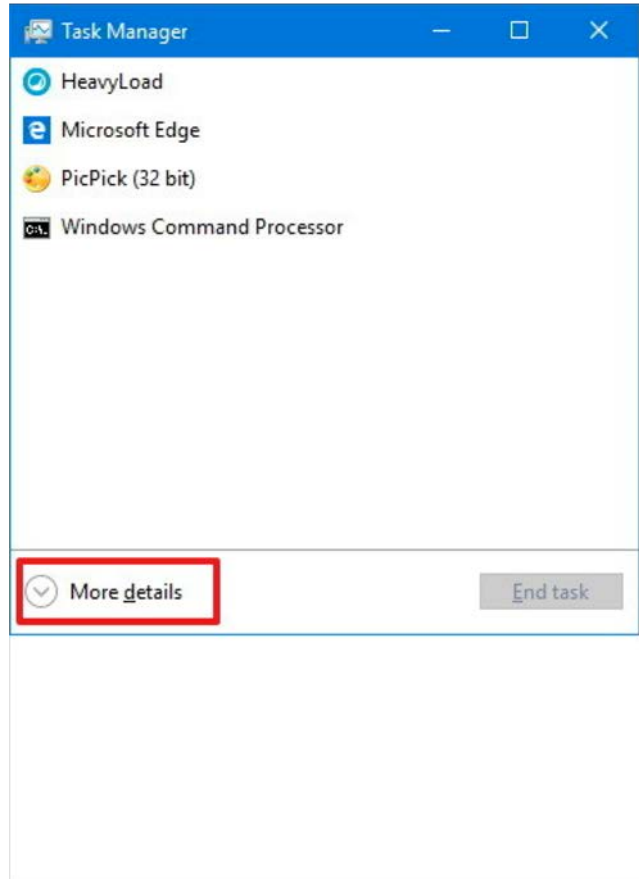 Task Manager
HeavyLoad
Microsoft Edge
PicPick (32 bit)
Windows Command Processor
More details
End task